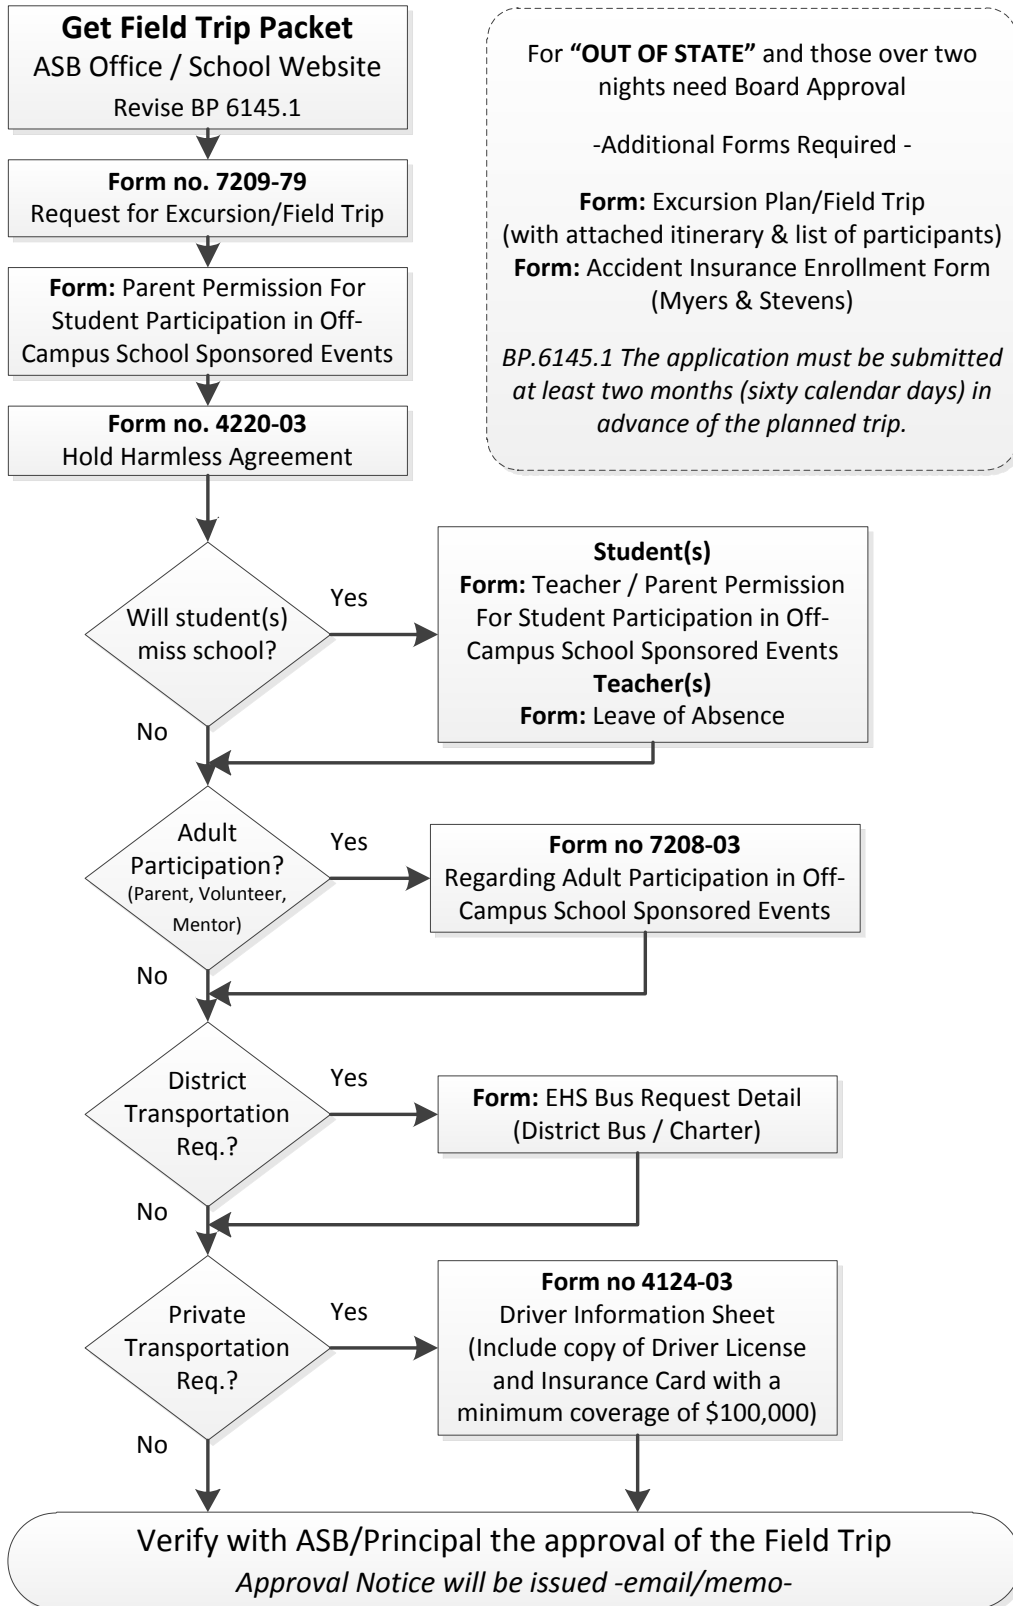 Get Field Trip Packet
ASB Office / School Website
Revise BP 6145.1
For “OUT OF STATE” and those over two
nights need Board Approval
-Additional Forms Required -
Form: Excursion Plan/Field Trip
(with attached itinerary & list of participants)
Form: Accident Insurance Enrollment Form
(Myers & Stevens)
BP.6145.1 The application must be submitted
at least two months (sixty calendar days) in
advance of the planned trip.
Form no. 7209-79
Request for Excursion/Field Trip
Form: Parent Permission For
Student Participation in Off-
Campus School Sponsored Events
Form no. 4220-03
Hold Harmless Agreement
Will student(s)
miss school?
Yes
Student(s)
Form: Teacher / Parent Permission
For Student Participation in Off-
Campus School Sponsored Events
Teacher(s)
Form: Leave of Absence
No
Adult
Participation?
(Parent, Volunteer,
Mentor)
Yes
Form no 7208-03
Regarding Adult Participation in Off-
Campus School Sponsored Events
No
District
Transportation
Req.?
Yes
Form: EHS Bus Request Detail
(District Bus / Charter)
No
Private
Transportation
Req.?
Yes
Form no 4124-03
Driver Information Sheet
(Include copy of Driver License
and Insurance Card with a
minimum coverage of $100,000)
No
Verify with ASB/Principal the approval of the Field Trip
Approval Notice will be issued -email/memo-